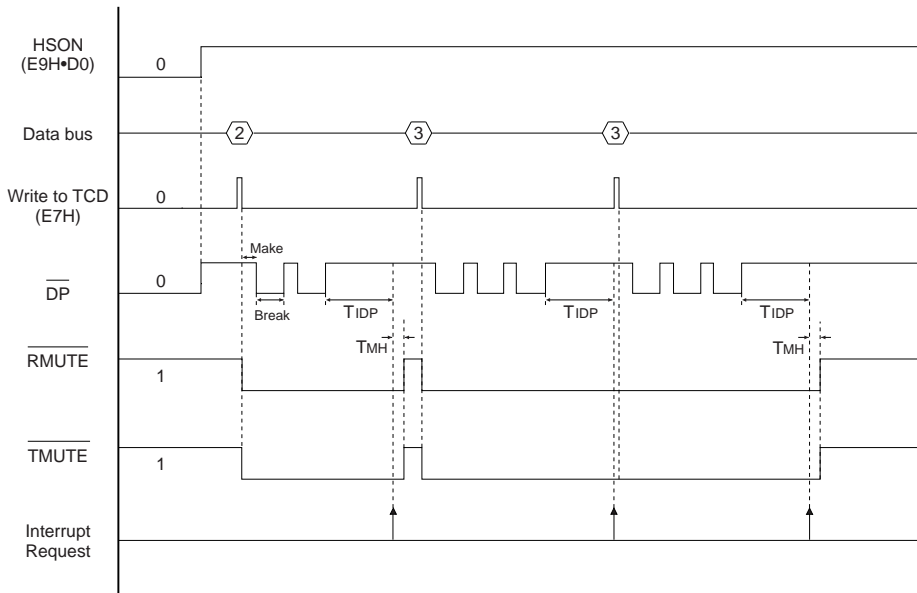 HSON
(E9H•D0)
0
Data bus
2
3
3
Write to TCD
(E7H)
0
Make
DP
0
Break
TIDP
TIDP
TIDP
TMH
TMH
RMUTE
1
TMUTE
1
Interrupt
Request